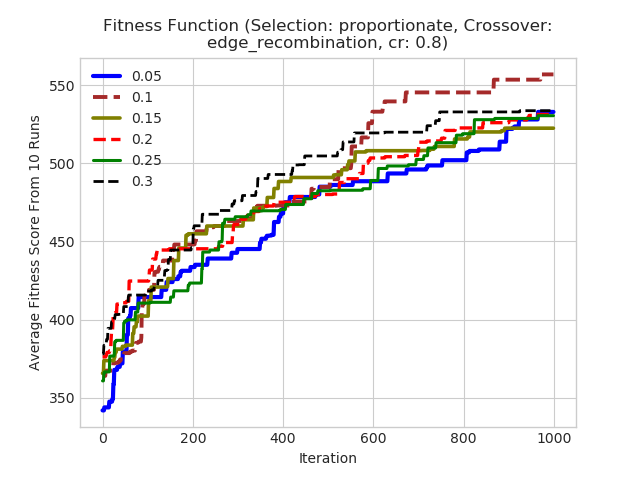 Fitness Function (Selection: proportionate, Crossover:
edge_recombination, cr: 0.8)
Average Fitness Score From 10 Runs
550
500
450
400
350
0.05
0.1
0.15
0.2
0.25
0.3
0 200 400 600 800 1000
Iteration